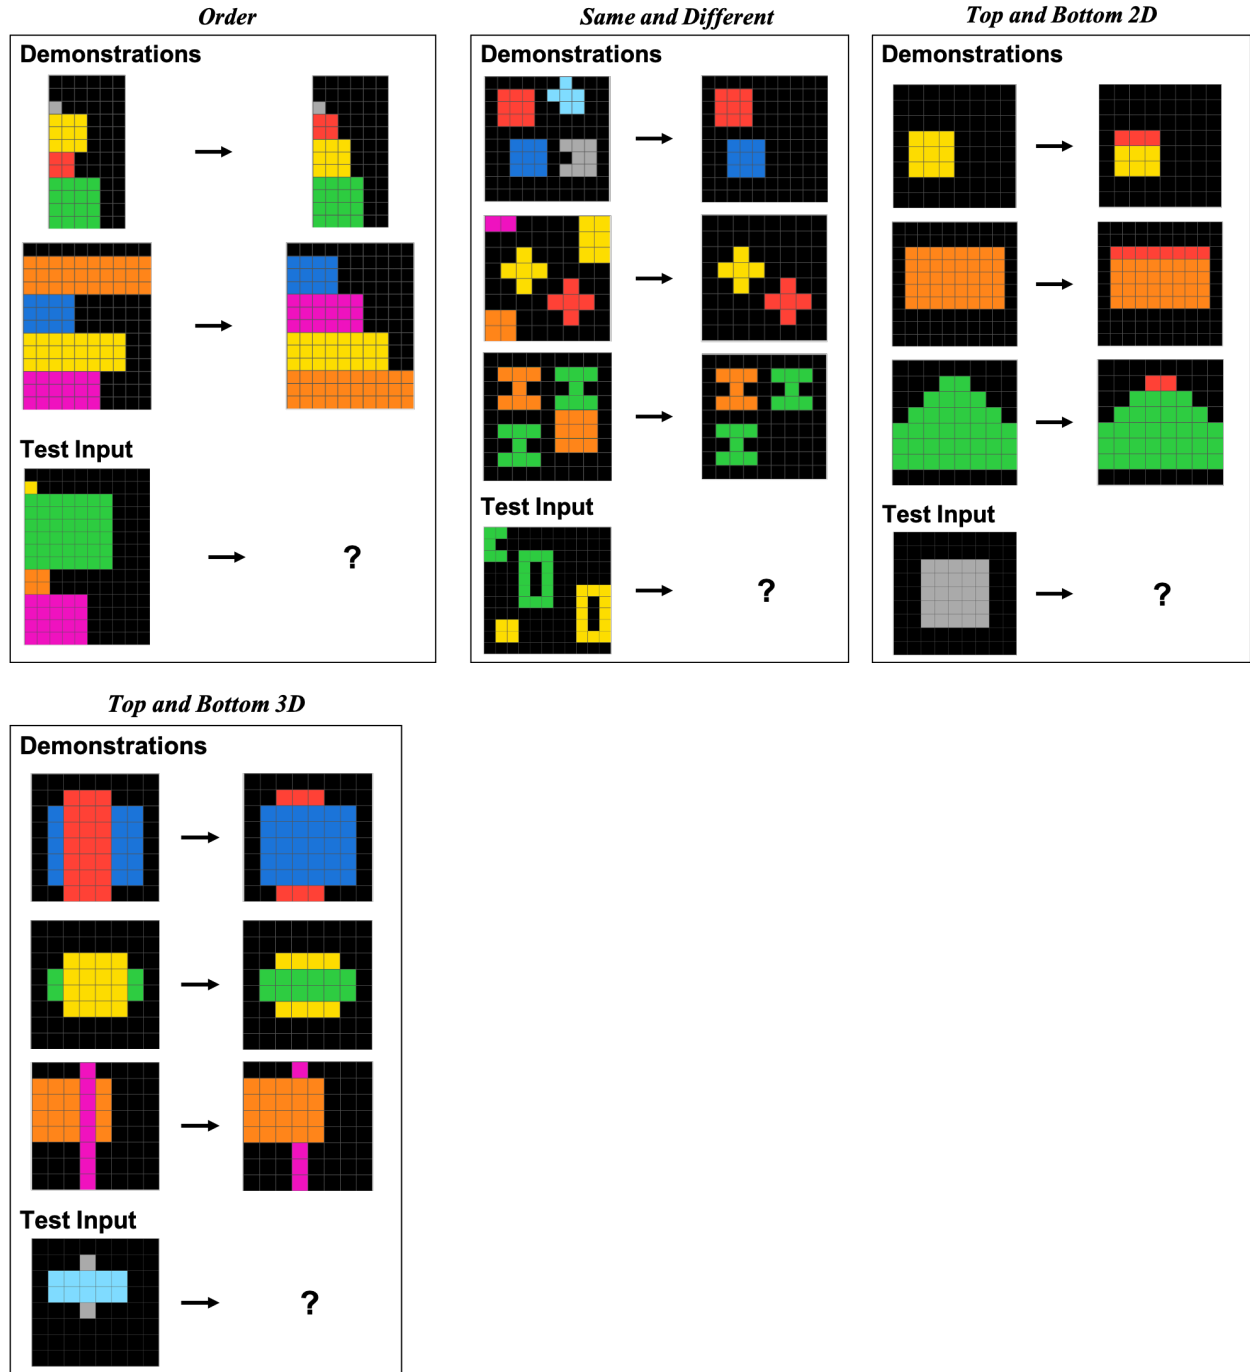 Order
Demonstrations
Test Input
?
Same and Different
Demonstrations
Test Input
?
Top and Bottom 2D
Demonstrations
Test Input
?
Top and Bottom 3D
Demonstrations
Test Input
?